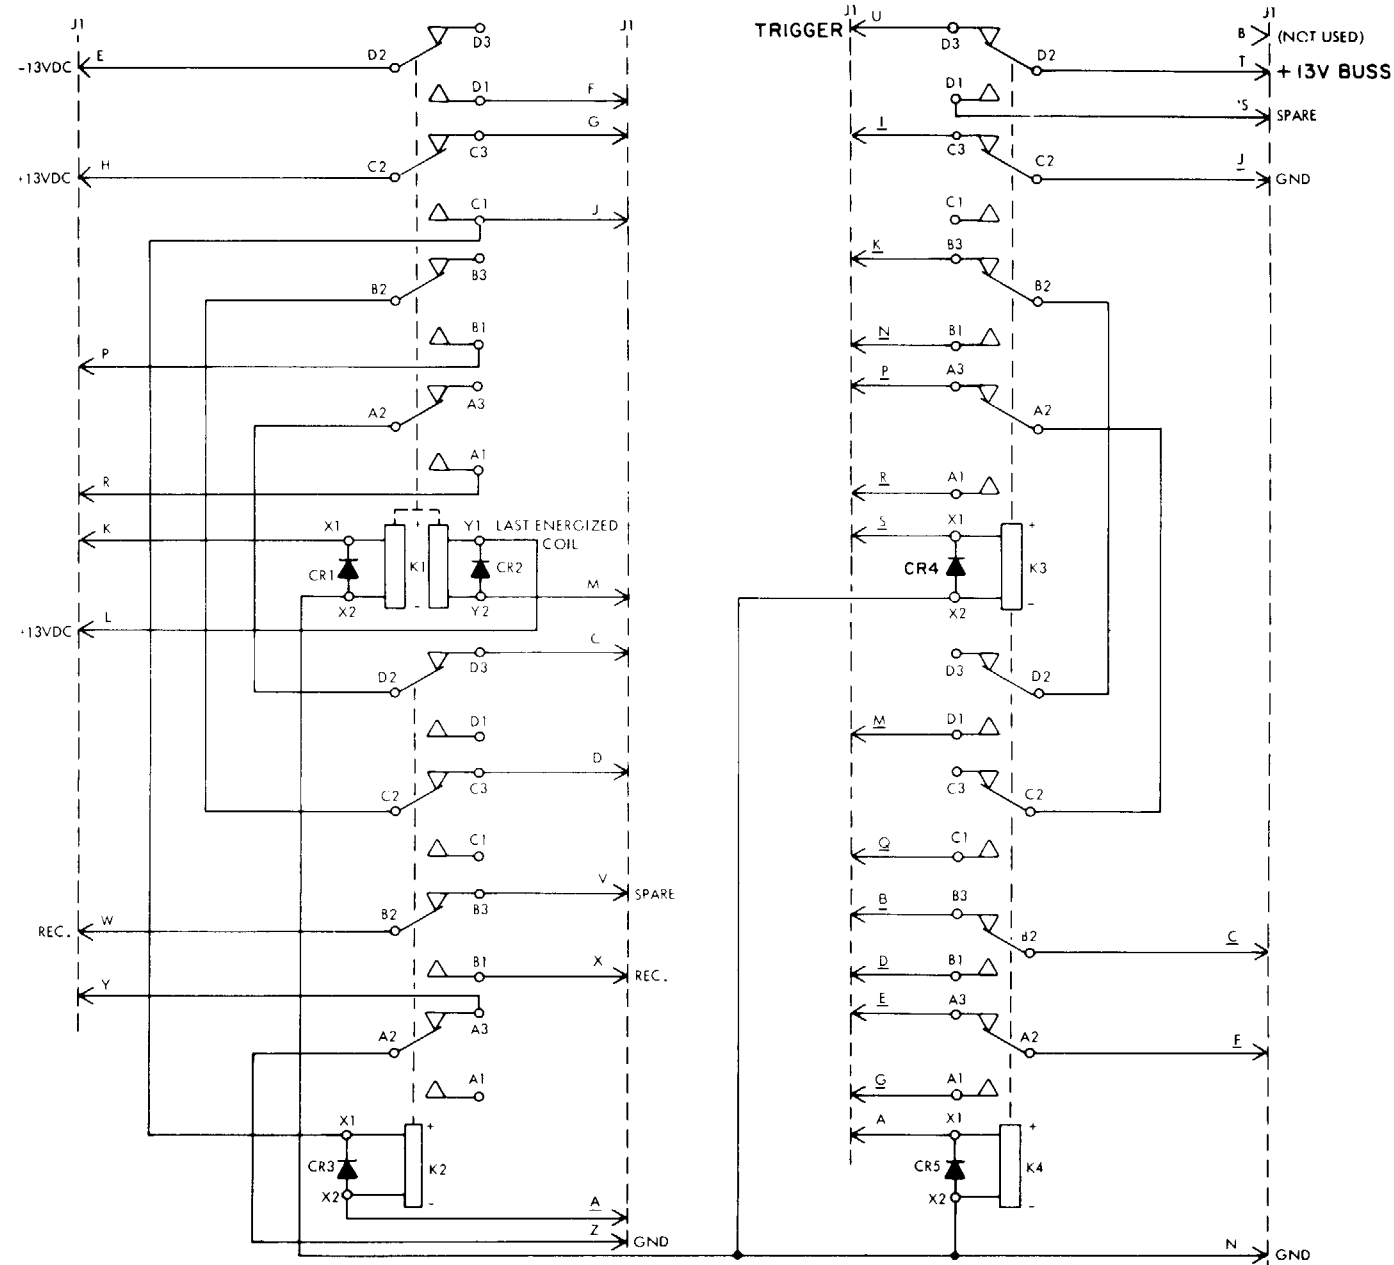 J1 J1 J1 J1
TRIGGER U D3 B (NOT USED)
-13VDC E D2 D3 D2 T +13V BUSS
D1 F D1 S SPARE
G C3 I C3
+13VDC H C2 C2 J GND
C1 J C1
B3 K B3
B2 B2
B1 N B1
P
A3 P A3
A2 A2
A1 R A1
R
K X1 + Y1 LAST ENERGIZED COIL S X1 +
CR1 K1 CR2 CR4 K3
X2 - Y2 M X2 -
+13VDC L
C D3 D3
D2 D2
D1 M D1
D C3 C3
C2 C2
C1 Q C1
V SPARE B B3
REC. W B2 B3 B2 C
B1 X REC. D B1
Y E A3
A2 A3 A2 F
A1 G A1
X1 + A X1 +
CR3 K2 CR5 K4
X2 - X2 -
A
Z GND N GND